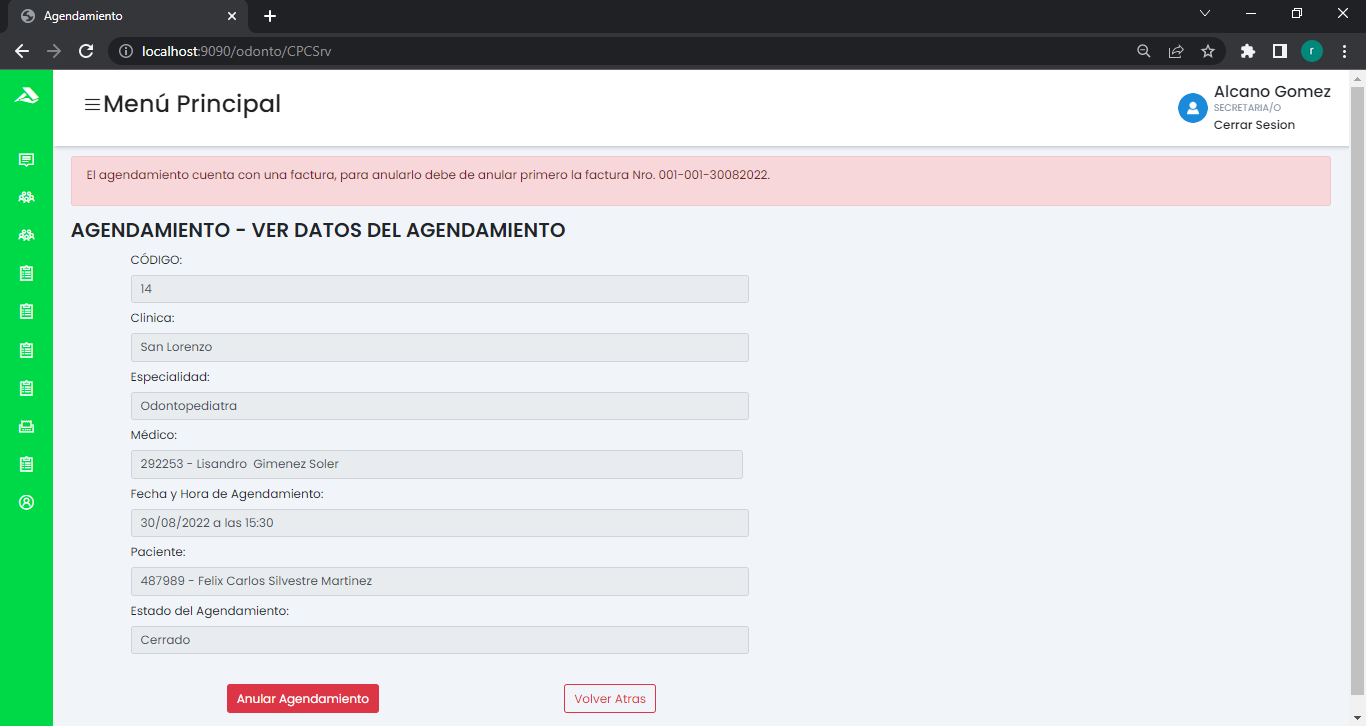 Agendamiento
localhost:9090/odonto/CPCSrv
r
Menú Principal
Alcano Gomez
SECRETARIA/O
Cerrar Sesion
El agendamiento cuenta con una factura, para anularlo debe de anular primero la factura Nro. 001-001-30082022.
AGENDAMIENTO - VER DATOS DEL AGENDAMIENTO
CÓDIGO:
14
Clinica:
San Lorenzo
Especialidad:
Odontopediatra
Médico:
292253 - Lisandro  Gimenez Soler
Fecha y Hora de Agendamiento:
30/08/2022 a las 15:30
Paciente:
487989 - Felix Carlos Silvestre Martinez
Estado del Agendamiento:
Cerrado
Anular Agendamiento
Volver Atras